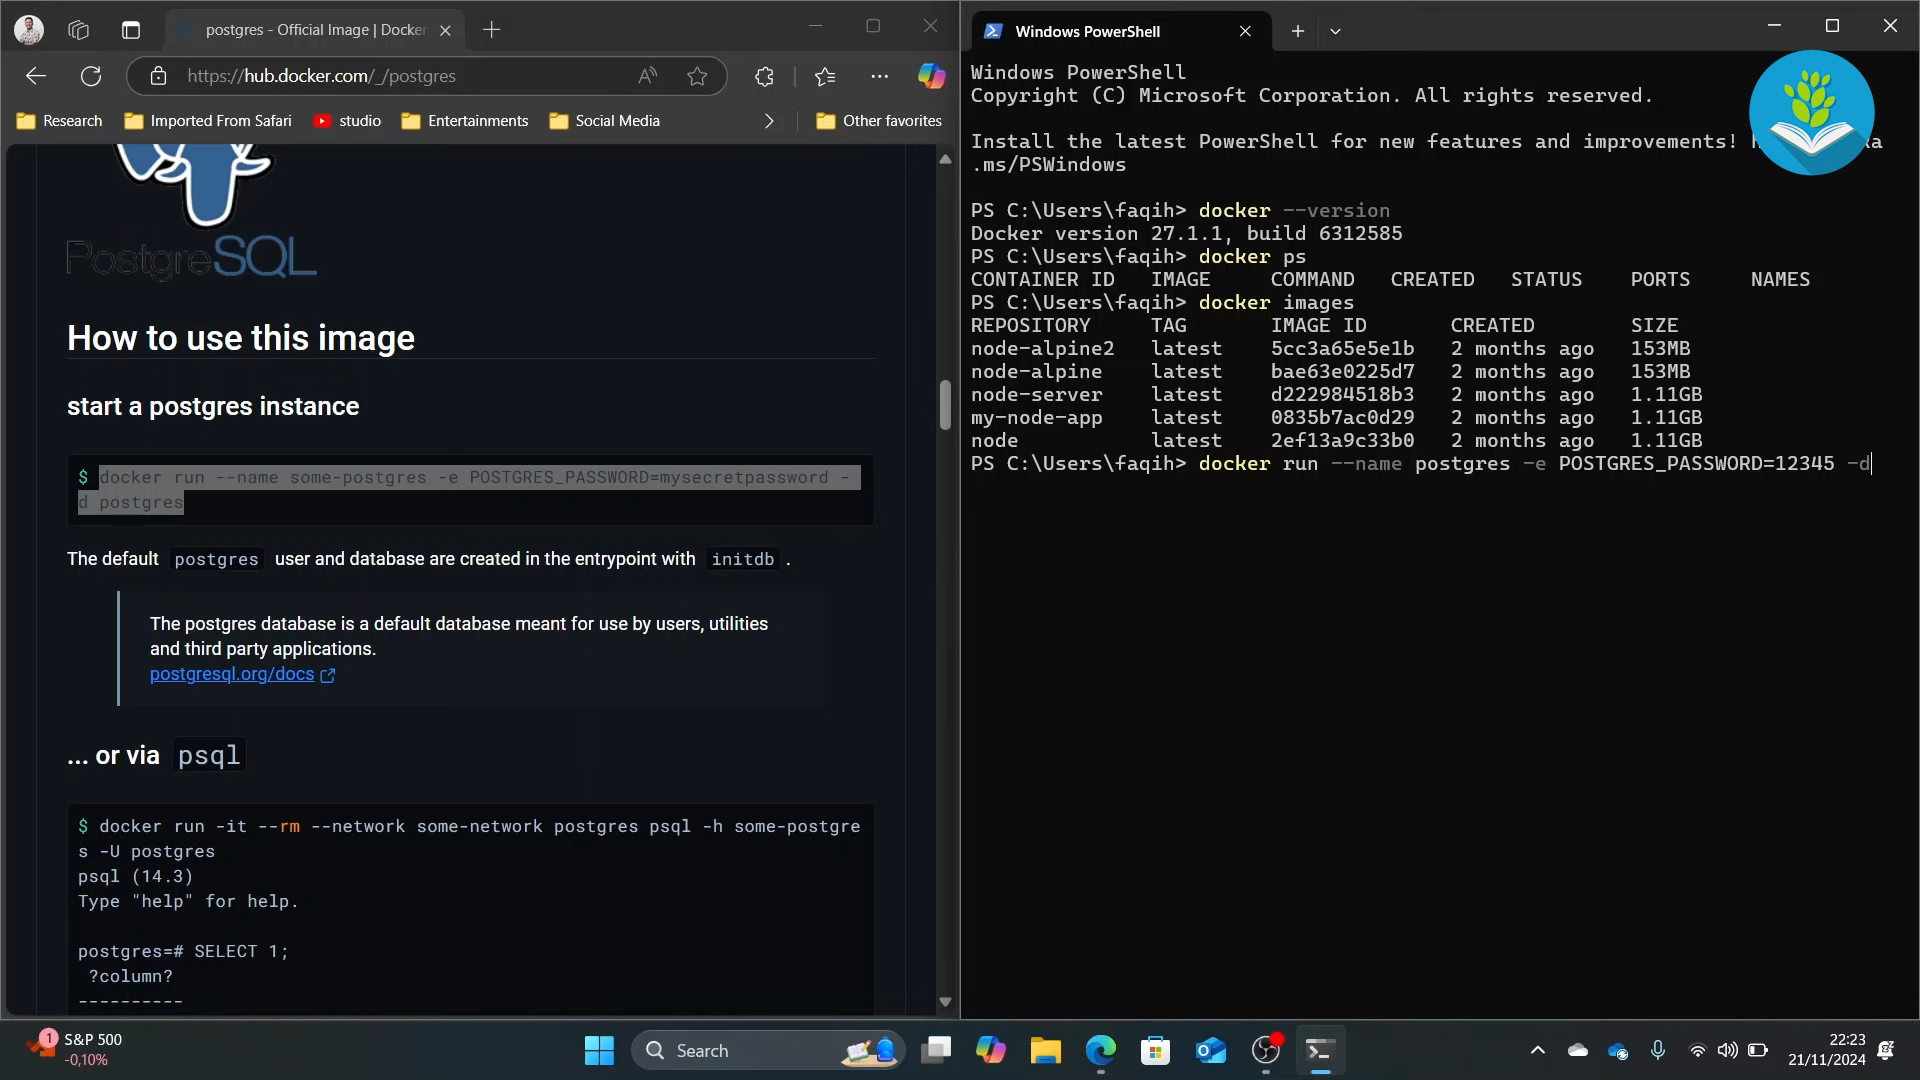 postgres - Official Image | Docker
https://hub.docker.com/_/postgres
Research
Imported From Safari
studio
Entertainments
Social Media
Other favorites
PostgreSQL
How to use this image
start a postgres instance
$ docker run --name some-postgres -e POSTGRES_PASSWORD=mysecretpassword -
d postgres
The default postgres user and database are created in the entrypoint with initdb .
The postgres database is a default database meant for use by users, utilities
and third party applications.
postgresql.org/docs
... or via psql
$ docker run -it --rm --network some-network postgres psql -h some-postgre
s -U postgres
psql (14.3)
Type "help" for help.
postgres=# SELECT 1;
?column?
----------
Windows PowerShell
Windows PowerShell
Copyright (C) Microsoft Corporation. All rights reserved.
Install the latest PowerShell for new features and improvements!
.ms/PSWindows
PS C:\Users\faqih> docker --version
Docker version 27.1.1, build 6312585
PS C:\Users\faqih> docker ps
CONTAINER ID IMAGE COMMAND CREATED STATUS PORTS NAMES
PS C:\Users\faqih> docker images
REPOSITORY TAG IMAGE ID CREATED SIZE
node-alpine2 latest 5cc3a65e5e1b 2 months ago 153MB
node-alpine latest bae63e0225d7 2 months ago 153MB
node-server latest d222984518b3 2 months ago 1.11GB
my-node-app latest 0835b7ac0d29 2 months ago 1.11GB
node latest 2ef13a9c33b0 2 months ago 1.11GB
PS C:\Users\faqih> docker run --name postgres -e POSTGRES_PASSWORD=12345 -d
1
S&P 500
-0,10%
Search
22:23
21/11/2024